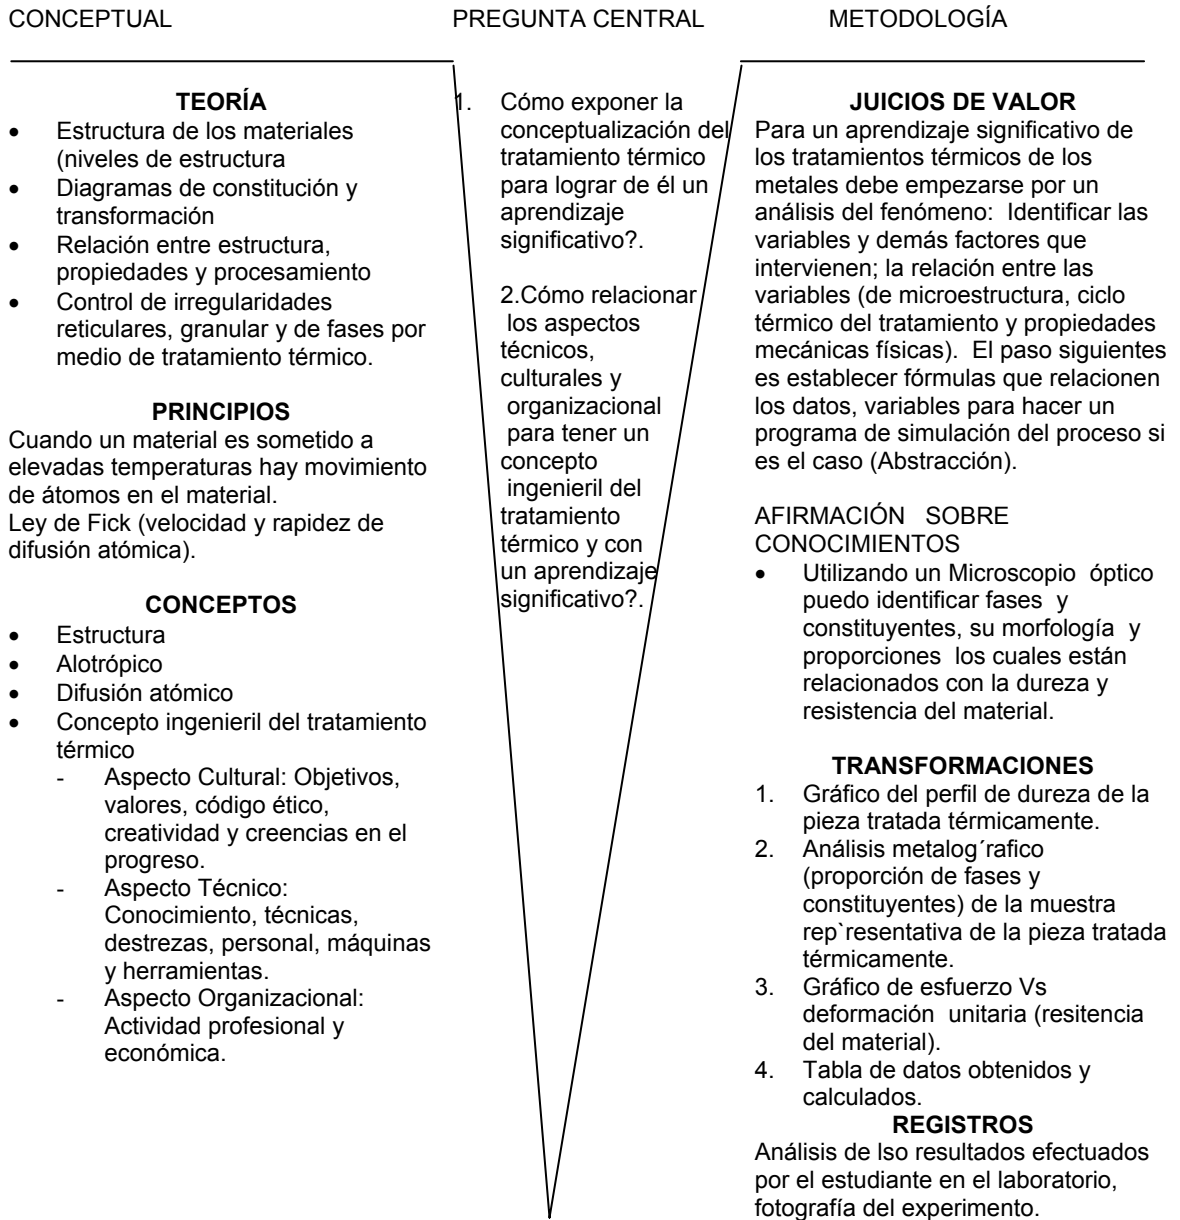 CONCEPTUAL
PREGUNTA CENTRAL
METODOLOGÍA
TEORÍA
• Estructura de los materiales
(niveles de estructura
• Diagramas de constitución y
transformación
• Relación entre estructura,
propiedades y procesamiento
• Control de irregularidades
reticulares, granular y de fases por
medio de tratamiento térmico.
PRINCIPIOS
Cuando un material es sometido a
elevadas temperaturas hay movimiento
de átomos en el material.
Ley de Fick (velocidad y rapidez de
difusión atómica).
CONCEPTOS
• Estructura
• Alotrópico
• Difusión atómico
• Concepto ingenieril del tratamiento
térmico
- Aspecto Cultural: Objetivos,
valores, código ético,
creatividad y creencias en el
progreso.
- Aspecto Técnico:
Conocimiento, técnicas,
destrezas, personal, máquinas
y herramientas.
- Aspecto Organizacional:
Actividad profesional y
económica.
1. Cómo exponer la
conceptualización del
tratamiento térmico
para lograr de él un
aprendizaje
significativo?.
2.Cómo relacionar
los aspectos
técnicos,
culturales y
organizacional
para tener un
concepto
ingenieril del
tratamiento
térmico y con
un aprendizaje
significativo?.
JUICIOS DE VALOR
Para un aprendizaje significativo de
los tratamientos térmicos de los
metales debe empezarse por un
análisis del fenómeno: Identificar las
variables y demás factores que
intervienen; la relación entre las
variables (de microestructura, ciclo
térmico del tratamiento y propiedades
mecánicas físicas). El paso siguientes
es establecer fórmulas que relacionen
los datos, variables para hacer un
programa de simulación del proceso si
es el caso (Abstracción).
AFIRMACIÓN SOBRE
CONOCIMIENTOS
• Utilizando un Microscopio óptico
puedo identificar fases y
constituyentes, su morfología y
proporciones los cuales están
relacionados con la dureza y
resistencia del material.
TRANSFORMACIONES
1. Gráfico del perfil de dureza de la
pieza tratada térmicamente.
2. Análisis metalog´rafico
(proporción de fases y
constituyentes) de la muestra
rep`resentativa de la pieza tratada
térmicamente.
3. Gráfico de esfuerzo Vs
deformación unitaria (resitencia
del material).
4. Tabla de datos obtenidos y
calculados.
REGISTROS
Análisis de lso resultados efectuados
por el estudiante en el laboratorio,
fotografía del experimento.